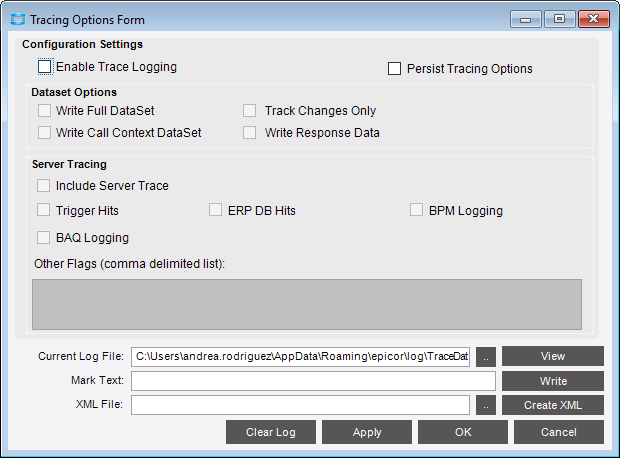 Tracing Options Form
Configuration Settings
Enable Trace Logging
Persist Tracing Options
Dataset Options
Write Full DataSet
Track Changes Only
Write Call Context DataSet
Write Response Data
Server Tracing
Include Server Trace
Trigger Hits
ERP DB Hits
BPM Logging
BAQ Logging
Other Flags (comma delimited list):
Current Log File: C:\Users\andrea.rodriguez\AppData\Roaming\epicor\log\TraceDat .. View
Mark Text: Write
XML File: .. Create XML
Clear Log Apply OK Cancel